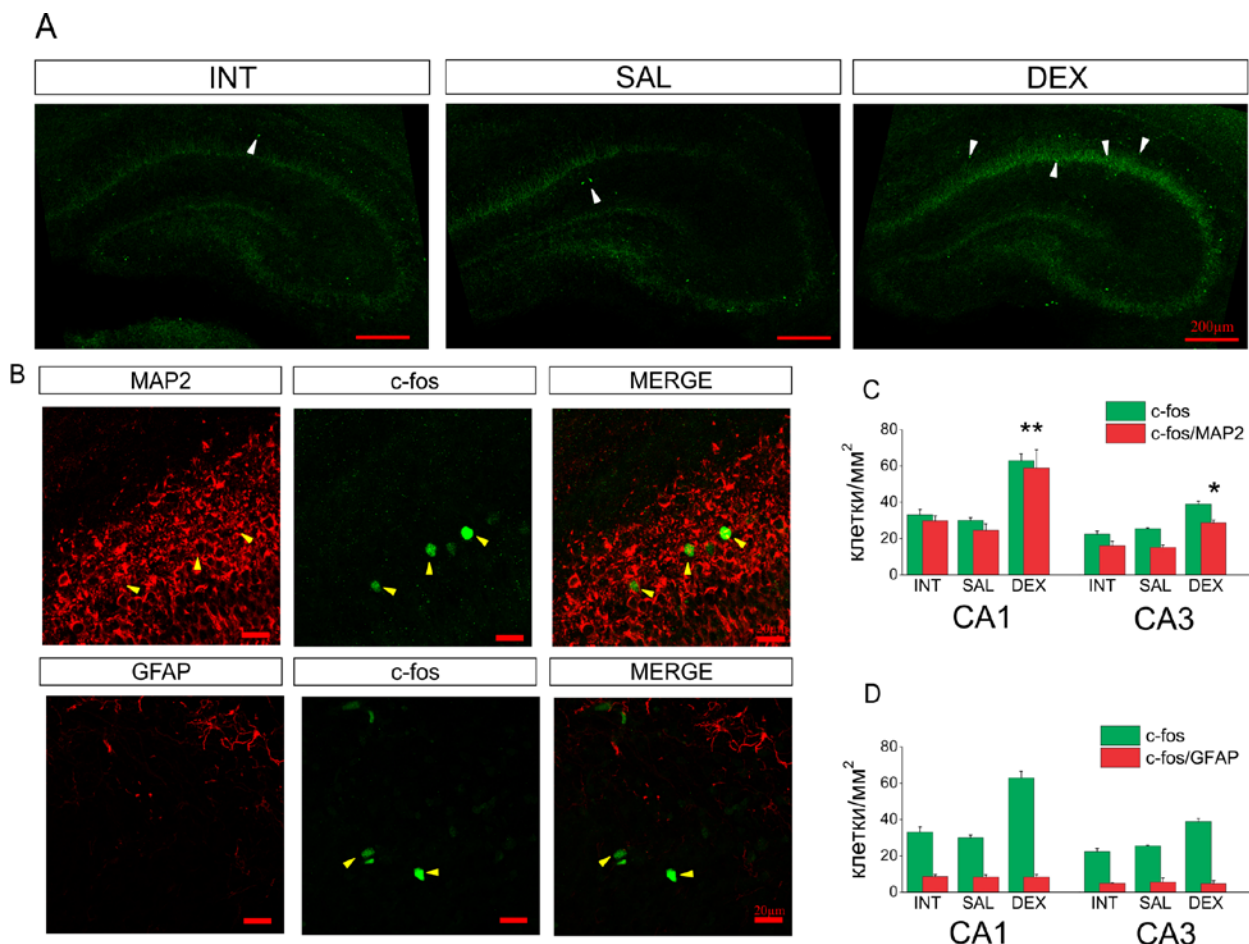 A
INT SAL DEX
200µm
B
MAP2 c-fos MERGE
GFAP c-fos MERGE
20µm
C
c-fos
c-fos/MAP2
клетки/мм²
80
60
40
20
0
**
*
INT SAL DEX INT SAL DEX
CA1 CA3
D
c-fos
c-fos/GFAP
клетки/мм²
80
60
40
20
0
INT SAL DEX INT SAL DEX
CA1 CA3